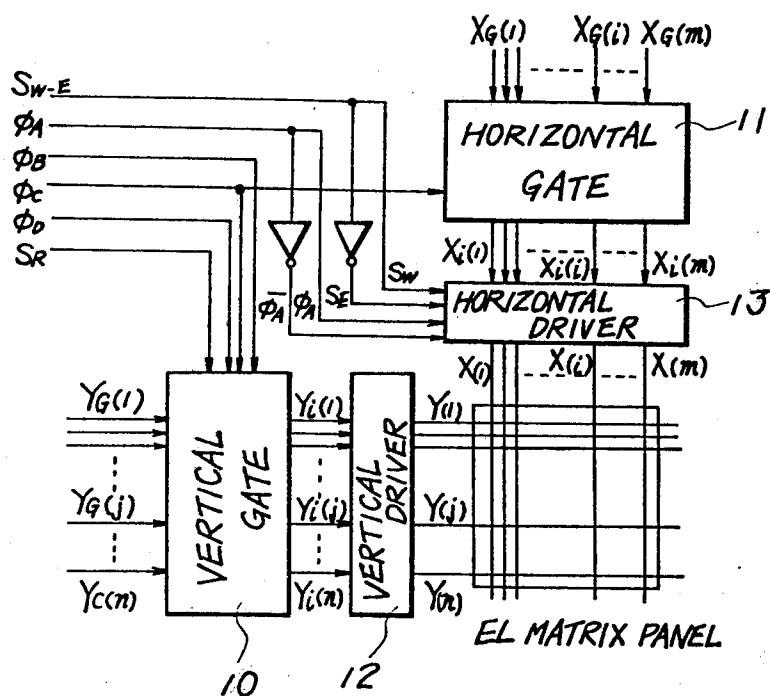 XG(1) XG(i) XG(m)
SW-E
ϕA
ϕB
ϕC
ϕD
SR
HORIZONTAL
GATE
11
Xi(1) Xi(i) Xi(m)
ϕ̅A ϕA SE SW
HORIZONTAL
DRIVER
13
X(1) X(i) X(m)
YG(1) Yi(1) Y(1)
VERTICAL
GATE
VERTICAL
DRIVER
YG(j) Yi(j) Y(j)
YC(n) Yi(n) Y(n)
10
12
EL MATRIX PANEL